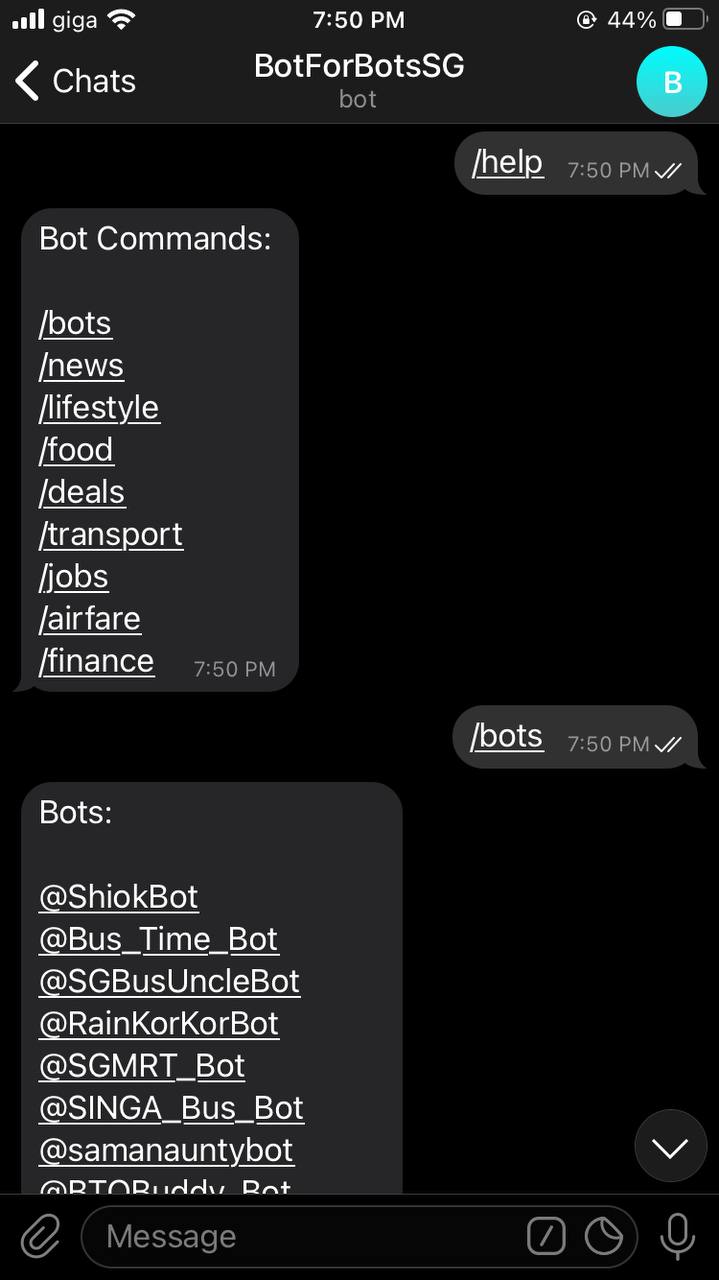 giga 7:50 PM 44%
Chats BotForBotsSG B
bot
/help 7:50 PM
Bot Commands:
/bots
/news
/lifestyle
/food
/deals
/transport
/jobs
/airfare
/finance 7:50 PM
/bots 7:50 PM
Bots:
@ShiokBot
@Bus_Time_Bot
@SGBusUncleBot
@RainKorKorBot
@SGMRT_Bot
@SINGA_Bus_Bot
@samanauntybot
@BTOBuddy_Bot
Message